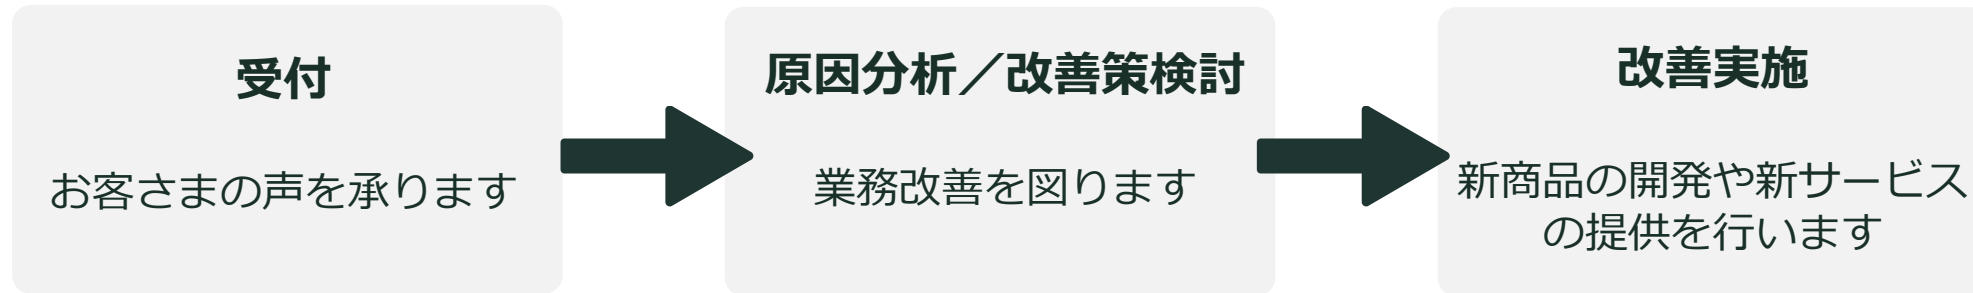 受付
お客さまの声を承ります
原因分析／改善策検討
業務改善を図ります
改善実施
新商品の開発や新サービス
の提供を行います